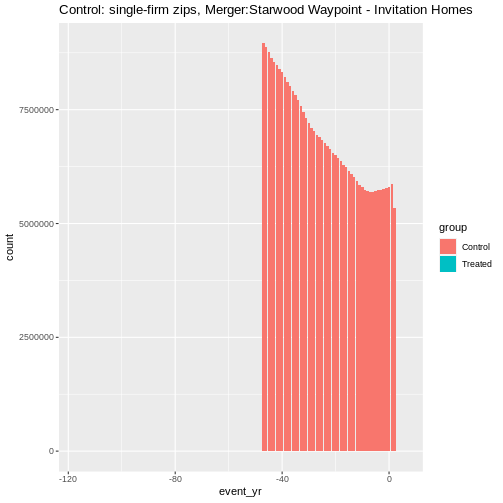 Control: single-firm zips, Merger:Starwood Waypoint - Invitation Homes
7500000
5000000
2500000
0
count
-120
-80
-40
0
event_yr
group
Control
Treated